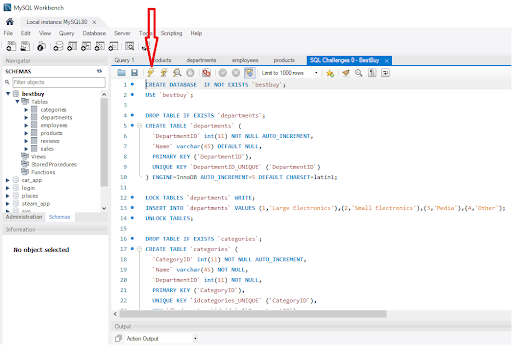 MySQL Workbench
Local instance MySQL80
File Edit View Query Database Server Tools Scripting Help
Navigator
SCHEMAS
Filter objects
bestbuy
Tables
categories
departments
employees
products
reviews
sales
Views
Stored Procedures
Functions
car_app
login
places
steam_app
sys
Administration Schemas
Information
No object selected
Query 1 products departments employees products SQL Challenges 0 - BestBuy
Limit to 1000 rows
1 CREATE DATABASE IF NOT EXISTS `bestbuy`;
2 USE `bestbuy`;
3
4 DROP TABLE IF EXISTS `departments`;
5 CREATE TABLE `departments` (
6 `DepartmentID` int(11) NOT NULL AUTO_INCREMENT,
7 `Name` varchar(45) DEFAULT NULL,
8 PRIMARY KEY (`DepartmentID`),
9 UNIQUE KEY `DepartmentID_UNIQUE` (`DepartmentID`)
10 ) ENGINE=InnoDB AUTO_INCREMENT=5 DEFAULT CHARSET=latin1;
11
12 LOCK TABLES `departments` WRITE;
13 INSERT INTO `departments` VALUES (1,'Large Electronics'),(2,'Small Electronics'),(3,'Media'),(4,'Other');
14 UNLOCK TABLES;
15
16 DROP TABLE IF EXISTS `categories`;
17 CREATE TABLE `categories` (
18 `CategoryID` int(11) NOT NULL AUTO_INCREMENT,
19 `Name` varchar(45) NOT NULL,
20 `DepartmentID` int(11) NOT NULL,
21 PRIMARY KEY (`CategoryID`),
22 UNIQUE KEY `idcategories_UNIQUE` (`CategoryID`),
Output
Action Output